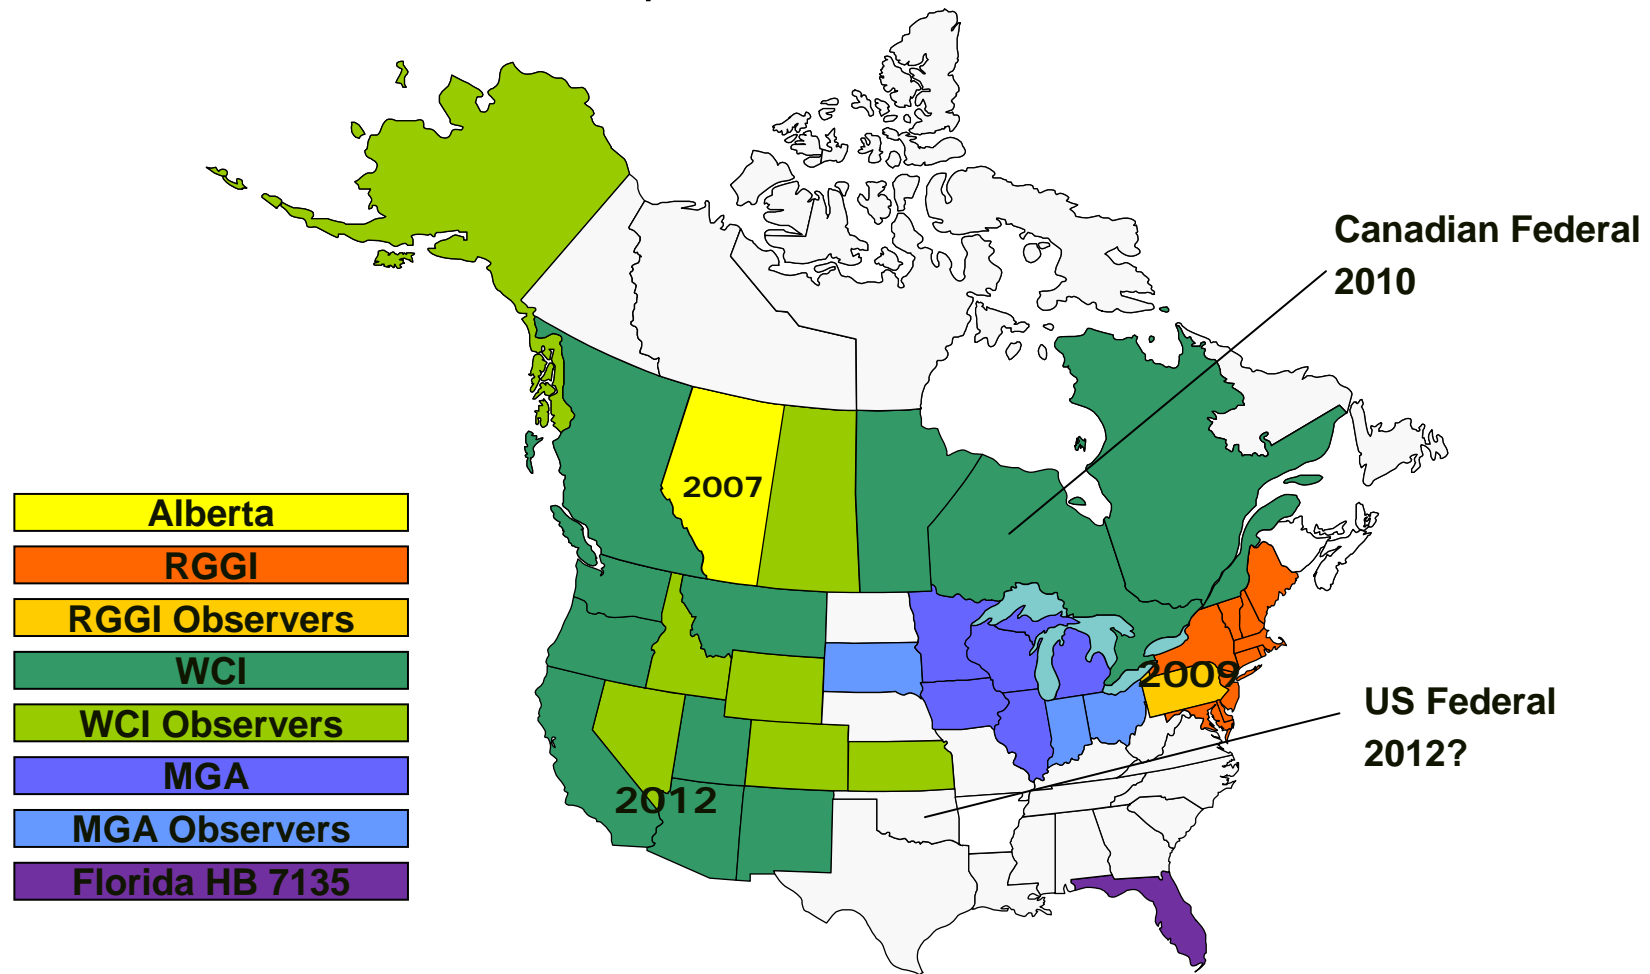 Canadian Federal
2010
2007
Alberta
RGGI
RGGI Observers
WCI
WCI Observers
MGA
MGA Observers
Florida HB 7135
2009
US Federal
2012?
2012